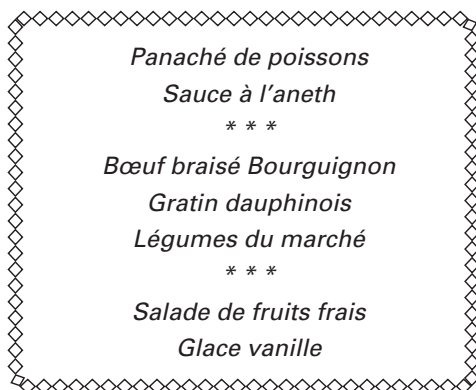 Panaché de poissons
Sauce à l'aneth
* * *
Bœuf braisé Bourguignon
Gratin dauphinois
Légumes du marché
* * *
Salade de fruits frais
Glace vanille